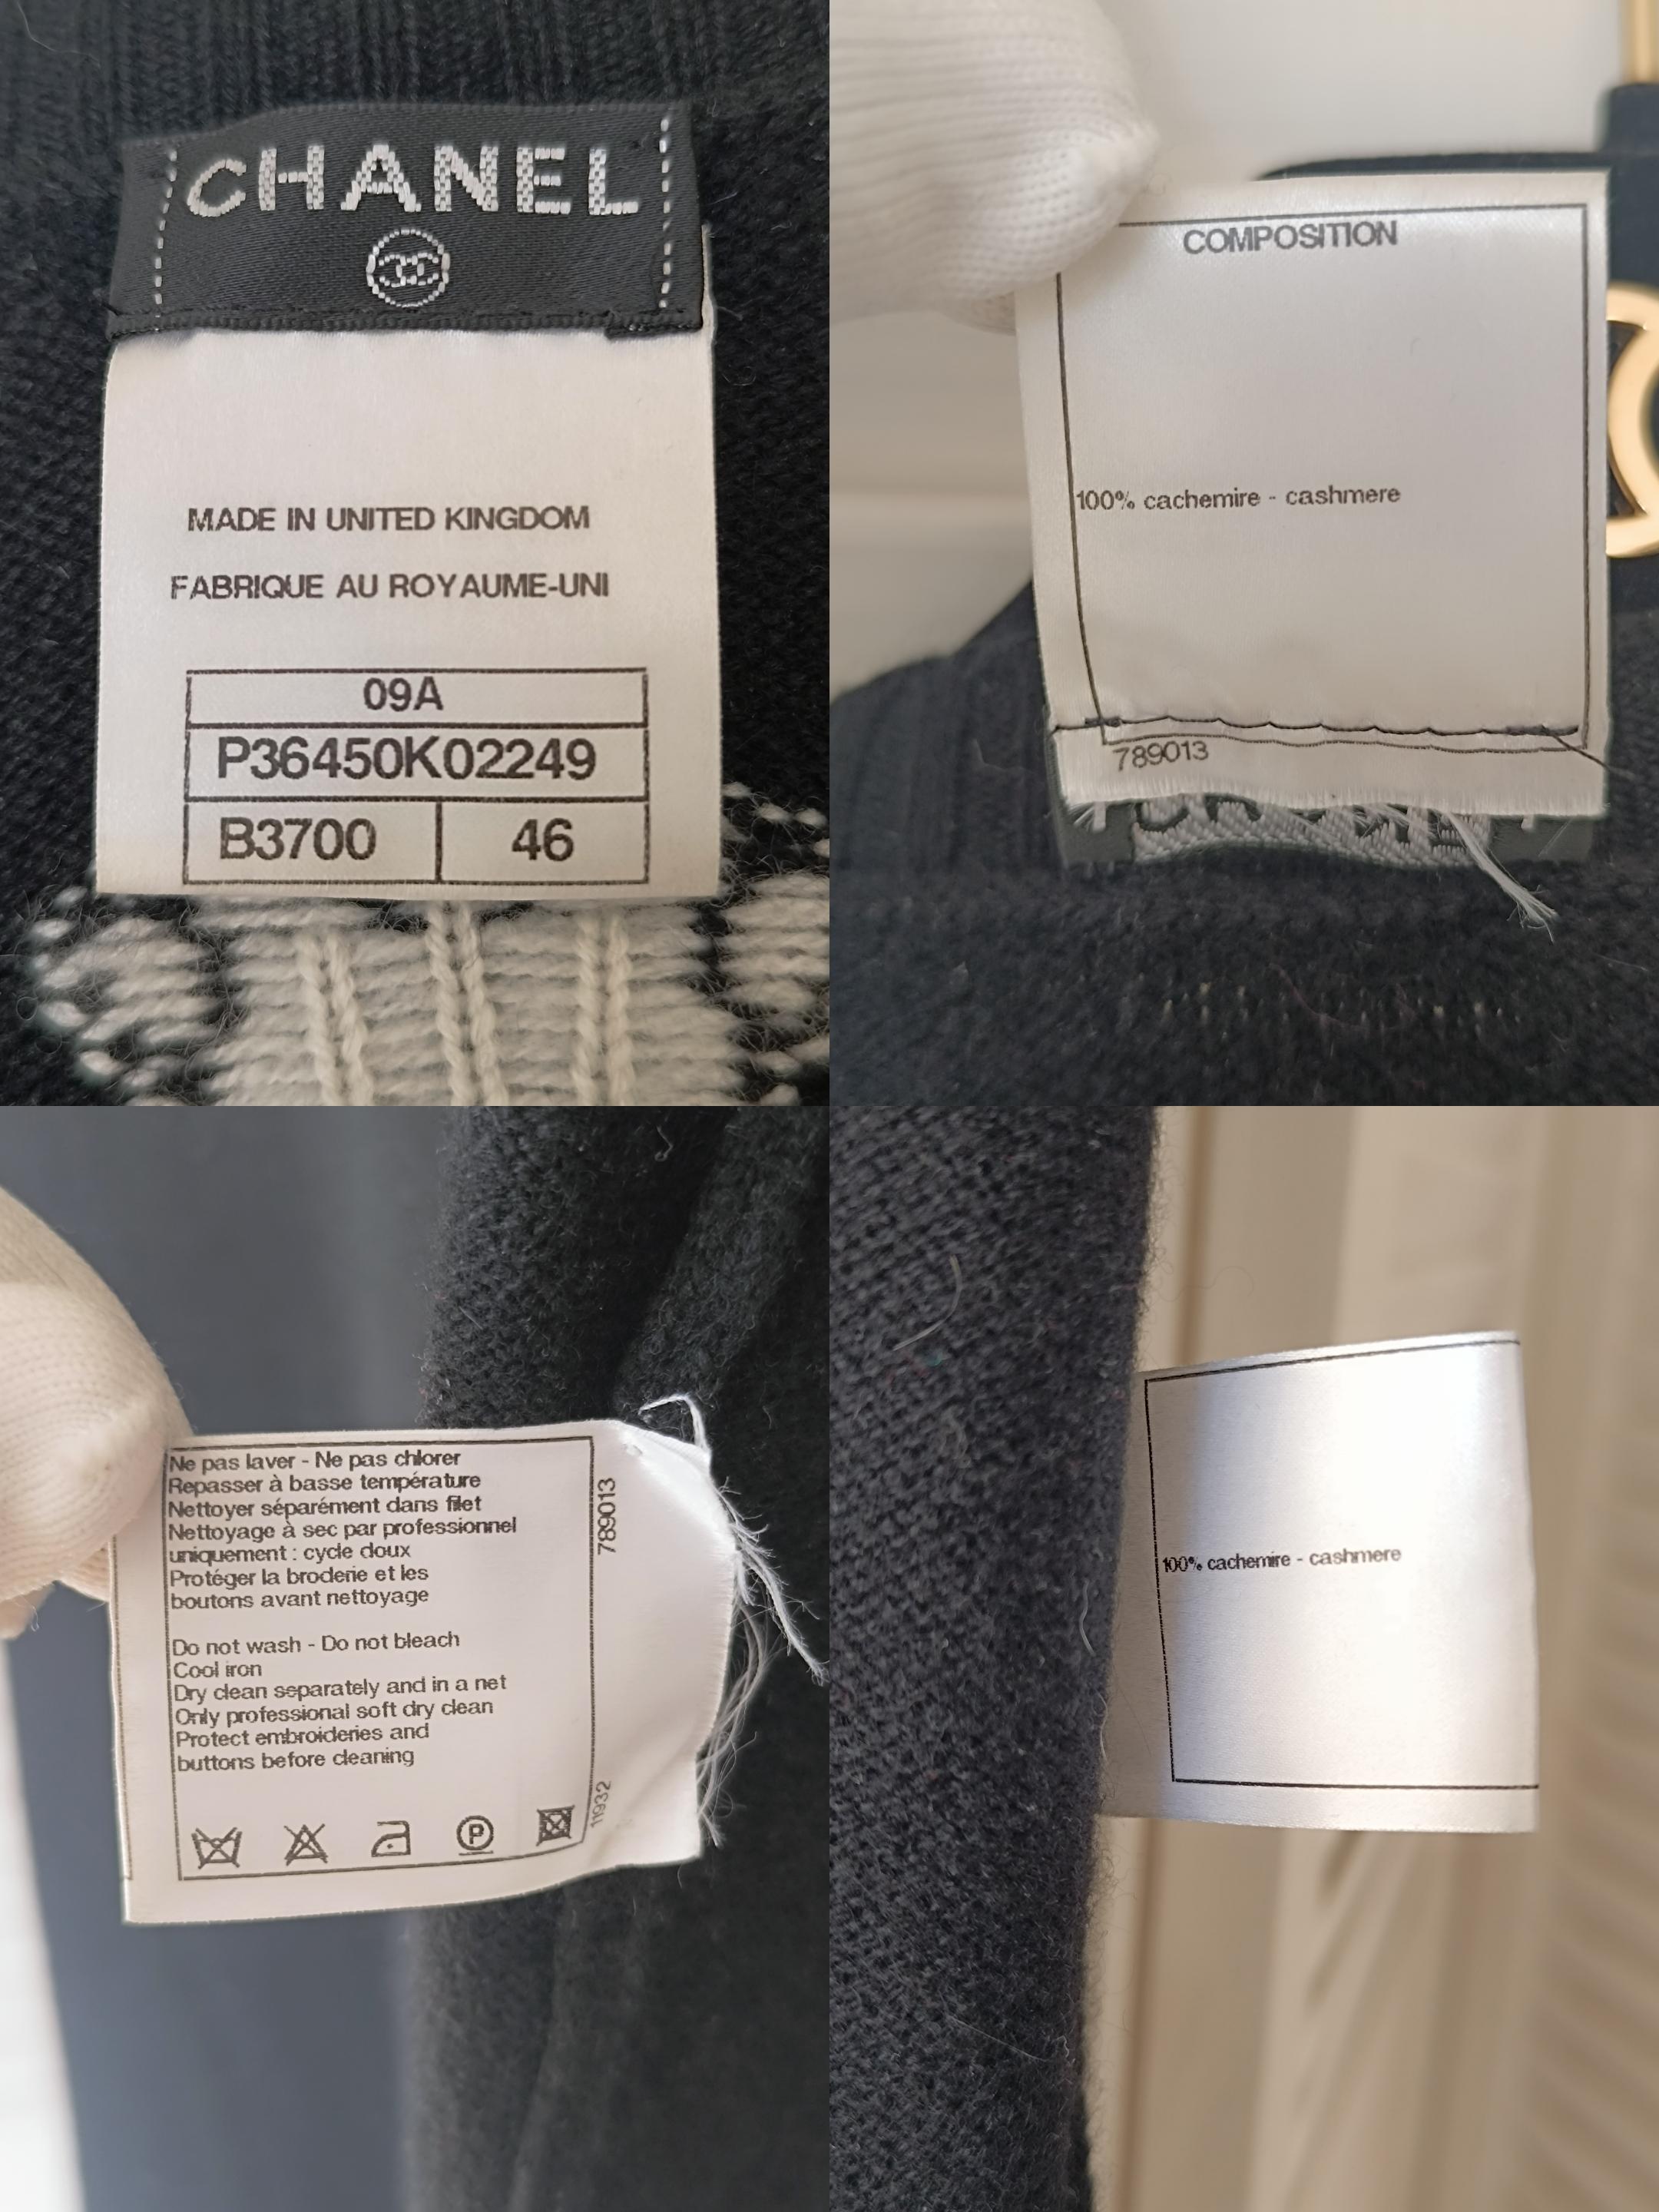 CHANEL
MADE IN UNITED KINGDOM
FABRIQUE AU ROYAUME-UNI
09A
P36450K02249
B3700 46
COMPOSITION
100% cachemire - cashmere
789013
Ne pas laver - Ne pas chlorer
Repasser à basse température
Nettoyer séparément dans filet
Nettoyage à sec par professionnel
uniquement : cycle doux
Protéger la broderie et les
boutons avant nettoyage
Do not wash - Do not bleach
Cool iron
Dry clean separately and in a net
Only professional soft dry clean
Protect embroideries and
buttons before cleaning
P
789013
11932
100% cachemire - cashmere